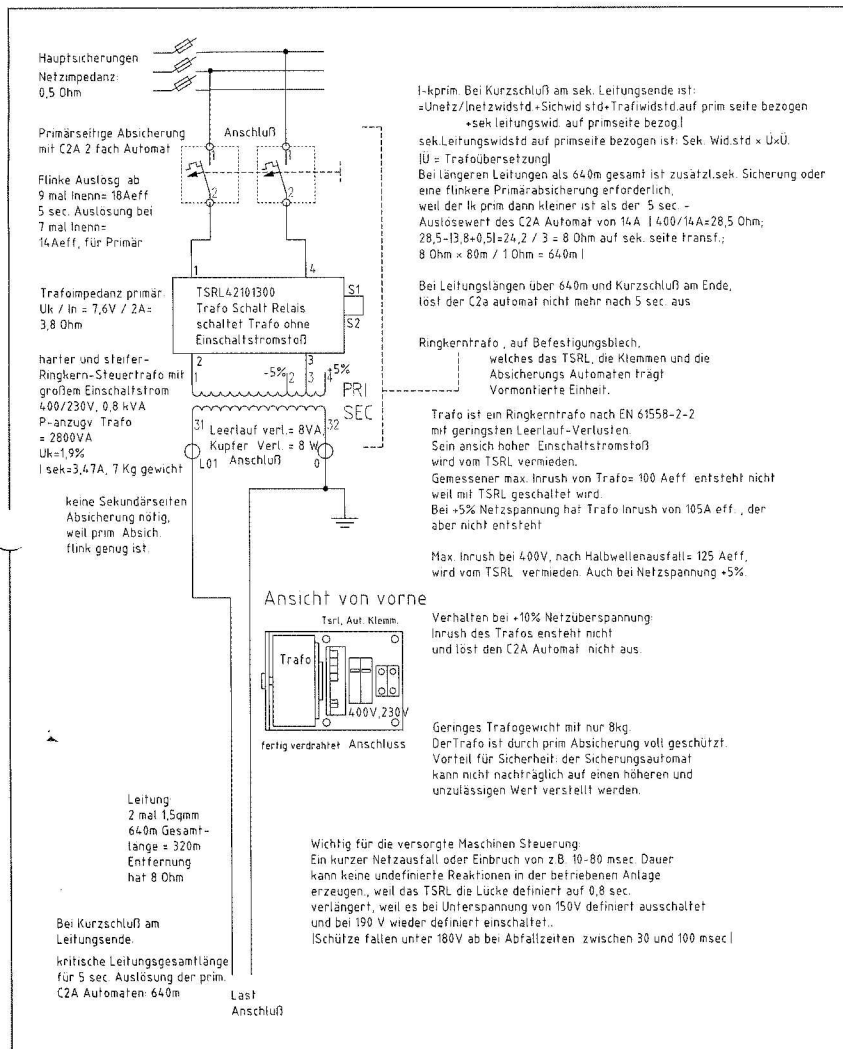 Hauptsicherungen
Netzimpedanz:
0,5 Ohm
Primärseitige Absicherung
mit C2A 2 fach Automat
Anschluß
1
1
2
2
Flinke Auslösg ab
9 mal Inenn= 18Aeff
5 sec. Auslösung bei
7 mal Inenn=
14Aeff, für Primär
1
4
Trafoimpedanz primär.
Uk / In = 7,6V / 2A=
3,8 Ohm
TSRL42101300
Trafo Schalt Relais
schaltet Trafo ohne
Einschaltstromstoß
S1
S2
2
3
1
-5%
2
3
4
+5%
PRI
SEC
harter und steifer-
Ringkern-Steuertrafo mit
großem Einschaltstrom
400/230V, 0,8 kVA
P-anzugv Trafo
= 2800VA
Uk=1,9%
I sek=3,47A, 7 Kg gewicht
31
Leerlauf verl.= 8VA,
32
Kupfer Verl. = 8 W
L01
Anschluß
0
keine Sekundärseiten
Absicherung nötig,
weil prim Absich.
flink genug ist.
I-kprim. Bei Kurzschluß am sek. Leitungsende ist:
=Unetz/|netzwidstd.+Sichwid std+Trafiwidstd.auf prim seite bezogen
+sek leitungswid. auf primseite bezog.|
sek.Leitungswidstd auf primseite bezogen ist: Sek. Wid.std x ÜxÜ.
|Ü = Trafoübersetzung|
Bei längeren Leitungen als 640m gesamt ist zusätzl.sek. Sicherung oder
eine flinkere Primärabsicherung erforderlich,
weil der Ik prim dann kleiner ist als der 5 sec. -
Auslösewert des C2A Automat von 14A | 400/14A=28,5 Ohm;
28,5-|3,8+0,5|=24,2 / 3 = 8 Ohm auf sek. seite transf.;
8 Ohm x 80m / 1 Ohm = 640m |
Bei Leitungslängen über 640m und Kurzschluß am Ende,
löst der C2a automat nicht mehr nach 5 sec. aus
Ringkerntrafo , auf Befestigungsblech,
welches das TSRL, die Klemmen und die
Absicherungs Automaten trägt
Vormontierte Einheit.
Trafo ist ein Ringkerntrafo nach EN 61558-2-2
mit geringsten Leerlauf-Verlusten.
Sein ansich hoher Einschaltstromstoß
wird vom TSRL vermieden.
Gemessener max. Inrush von Trafo= 100 Aeff entsteht nicht
weil mit TSRL geschaltet wird.
Bei +5% Netzspannung hat Trafo Inrush von 105A eff. , der
aber nicht entsteht
Max. Inrush bei 400V, nach Halbwellenausfall= 125 Aeff,
wird vom TSRL vermieden. Auch bei Netzspannung +5%.
Ansicht von vorne
Tsrl, Aut. Klemm.
Trafo
400V,230V
fertig verdrahtet Anschluss
Verhalten bei +10% Netzüberspannung:
Inrush des Trafos ensteht nicht
und löst den C2A Automat nicht aus.
Geringes Trafogewicht mit nur 8kg.
DerTrafo ist durch prim Absicherung voll geschützt.
Vorteil für Sicherheit: der Sicherungsautomat
kann nicht nachträglich auf einen höheren und
unzulässigen Wert verstellt werden.
Leitung
2 mal 1,5qmm
640m Gesamt-
länge = 320m
Entfernung
hat 8 Ohm
Wichtig für die versorgte Maschinen Steuerung:
Ein kurzer Netzausfall oder Einbruch von z.B. 10-80 msec. Dauer
kann keine undefinierte Reaktionen in der betriebenen Anlage
erzeugen., weil das TSRL die Lücke definiert auf 0,8 sec.
verlängert, weil es bei Unterspannung von 150V definiert ausschaltet
und bei 190 V wieder definiert einschaltet..
|Schütze fallen unter 180V ab bei Abfallzeiten zwischen 30 und 100 msec|
Bei Kurzschluß am
Leitungsende.
kritische Leitungsgesamtlänge
für 5 sec. Auslösung der prim.
C2A Automaten: 640m
Last
Anschluß